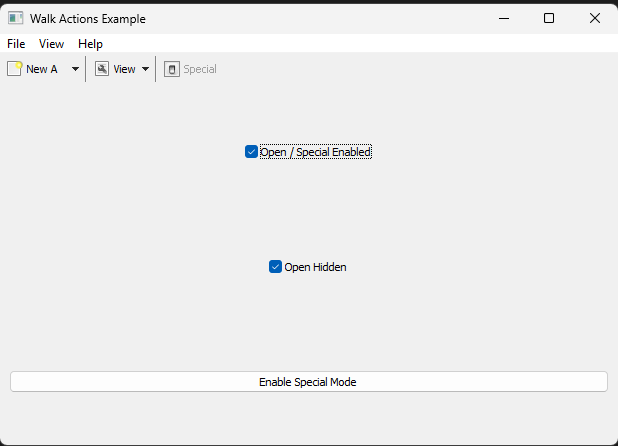 Walk Actions Example
File View Help
New A View Special
Open / Special Enabled
Open Hidden
Enable Special Mode